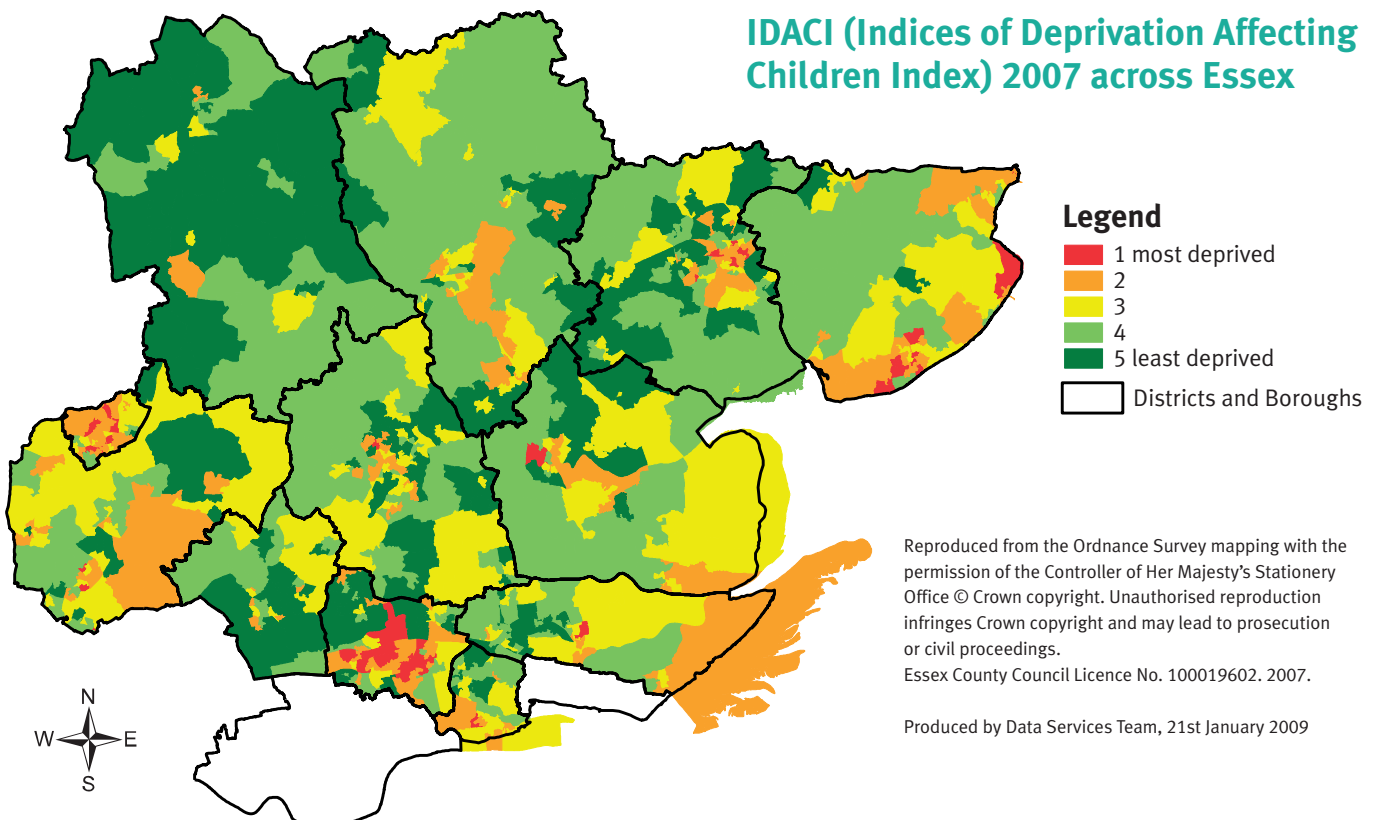 IDACI (Indices of Deprivation Affecting
Children Index) 2007 across Essex
Legend
1 most deprived
2
3
4
5 least deprived
Districts and Boroughs
Reproduced from the Ordnance Survey mapping with the
permission of the Controller of Her Majesty's Stationery
Office © Crown copyright. Unauthorised reproduction
infringes Crown copyright and may lead to prosecution
or civil proceedings.
Essex County Council Licence No. 100019602. 2007.
Produced by Data Services Team, 21st January 2009
N
W E
S